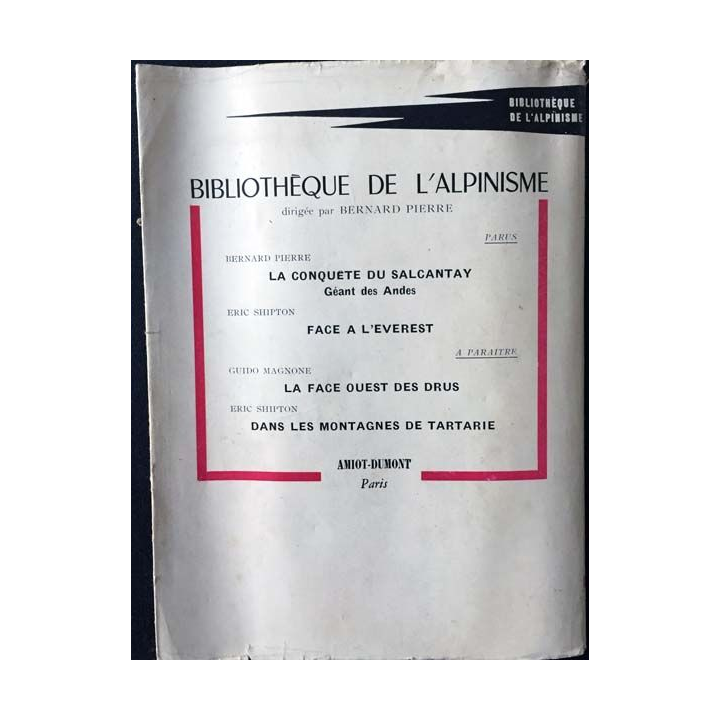 BIBLIOTHÈQUE
DE L'ALPINISME
BIBLIOTHÈQUE DE L'ALPINISME
dirigée par BERNARD PIERRE
PARUS
BERNARD PIERRE
LA CONQUÊTE DU SALCANTAY
Géant des Andes
ERIC SHIPTON
FACE A L'EVEREST
A PARAITRE
GUIDO MAGNONE
LA FACE OUEST DES DRUS
ERIC SHIPTON
DANS LES MONTAGNES DE TARTARIE
AMIOT-DUMONT
Paris